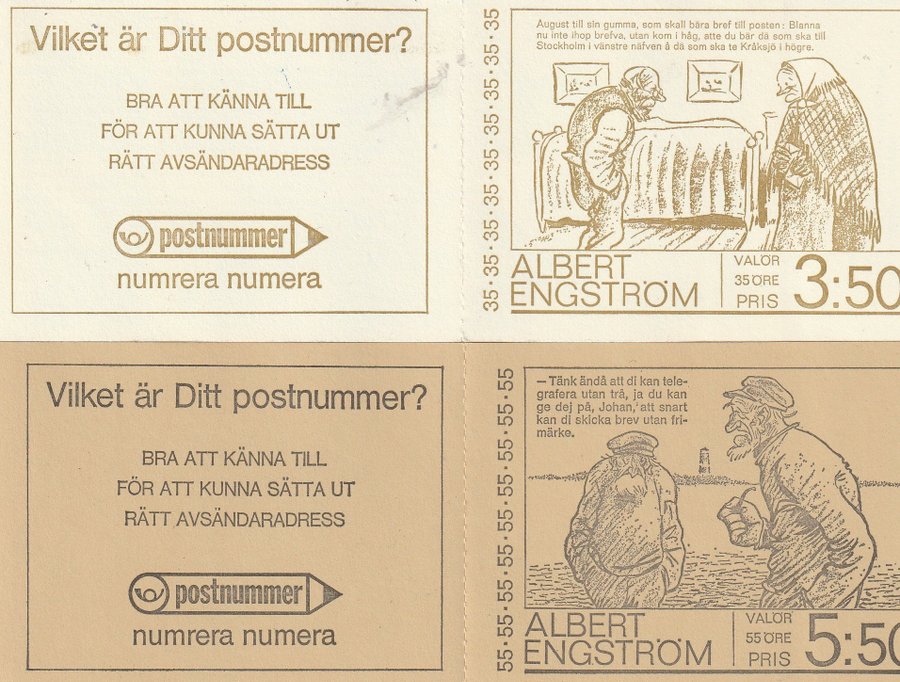 Vilket är Ditt postnummer?
BRA ATT KÄNNA TILL
FÖR ATT KUNNA SÄTTA UT
RÄTT AVSÄNDARADRESS
postnummer
numrera numera
35·35·35·35·35·35·35·35·35·35
August till sin gumma, som skall bära bref till posten: Blanna
nu inte ihop brefva, utan kom i håg, atte du bär dä som ska till
Stockholm i vänstre näfven å dä som ska te Kråksjö i högre.
ALBERT
ENGSTRÖM
VALÖR
35 ÖRE
PRIS
3:50
Vilket är Ditt postnummer?
BRA ATT KÄNNA TILL
FÖR ATT KUNNA SÄTTA UT
RÄTT AVSÄNDARADRESS
postnummer
numrera numera
55·55·55·55·55·55·55·55·55·55
— Tänk ändå att di kan tele-
grafera utan trå, ja du kan
ge dej på, Johan, att snart
kan di skicka brev utan fri-
märke.
ALBERT
ENGSTRÖM
VALÖR
55 ÖRE
PRIS
5:50